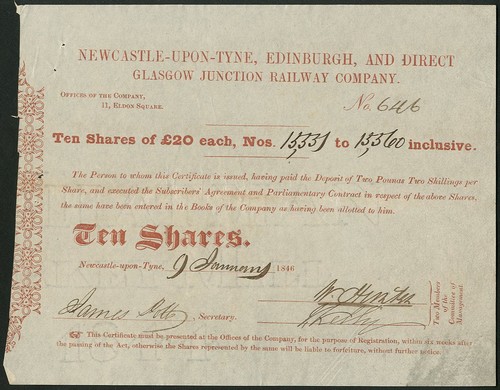 NEWCASTLE-UPON-TYNE, EDINBURGH, AND DIRECT
GLASGOW JUNCTION RAILWAY COMPANY.
OFFICES OF THE COMPANY,
11, ELDON SQUARE.
No. 646
Ten Shares of £20 each, Nos. 15,351 to 15,360 inclusive.
The Person to whom this Certificate is issued, having paid the Deposit of Two Pounds Two Shillings per
Share, and executed the Subscribers' Agreement and Parliamentary Contract in respect of the above Shares,
the same have been entered in the Books of the Company as having been allotted to him.
Ten Shares.
Newcastle-upon-Tyne, 9 January 1846
James
Secretary.
Two Members
of the
Committee of
Management.
This Certificate must be presented at the Offices of the Company, for the purpose of Registration, within six weeks after
the passing of the Act, otherwise the Shares represented by the same will be liable to forfeiture, without further notice.